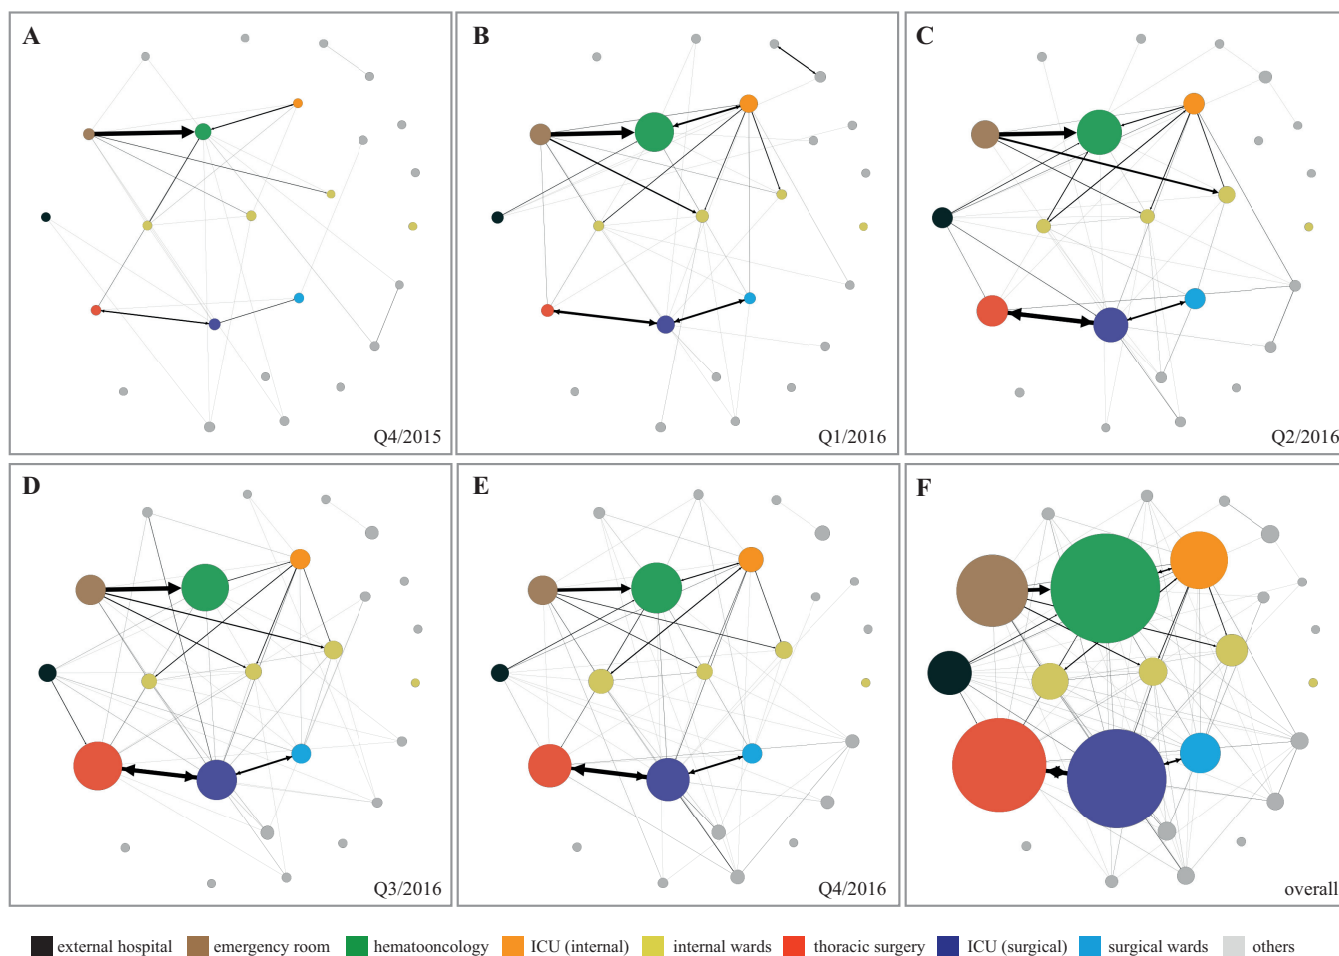 A
B
C
Q4/2015
Q1/2016
Q2/2016
D
E
F
Q3/2016
Q4/2016
overall
external hospital emergency room hematooncology ICU (internal) internal wards thoracic surgery ICU (surgical) surgical wards others